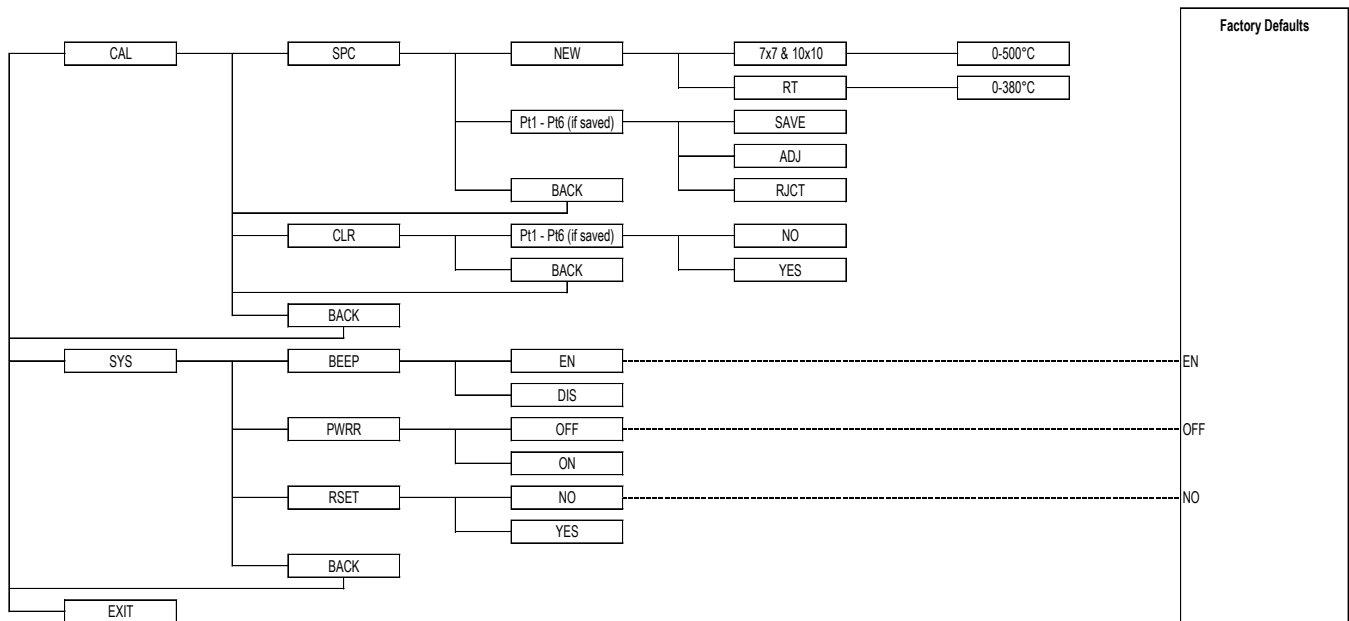 Factory Defaults
CAL SPC NEW 7x7 & 10x10 0-500°C
RT 0-380°C
Pt1 - Pt6 (if saved) SAVE
ADJ
BACK RJCT
CLR Pt1 - Pt6 (if saved) NO
BACK YES
BACK
SYS BEEP EN EN
DIS
PWRR OFF OFF
ON
RSET NO NO
YES
BACK
EXIT